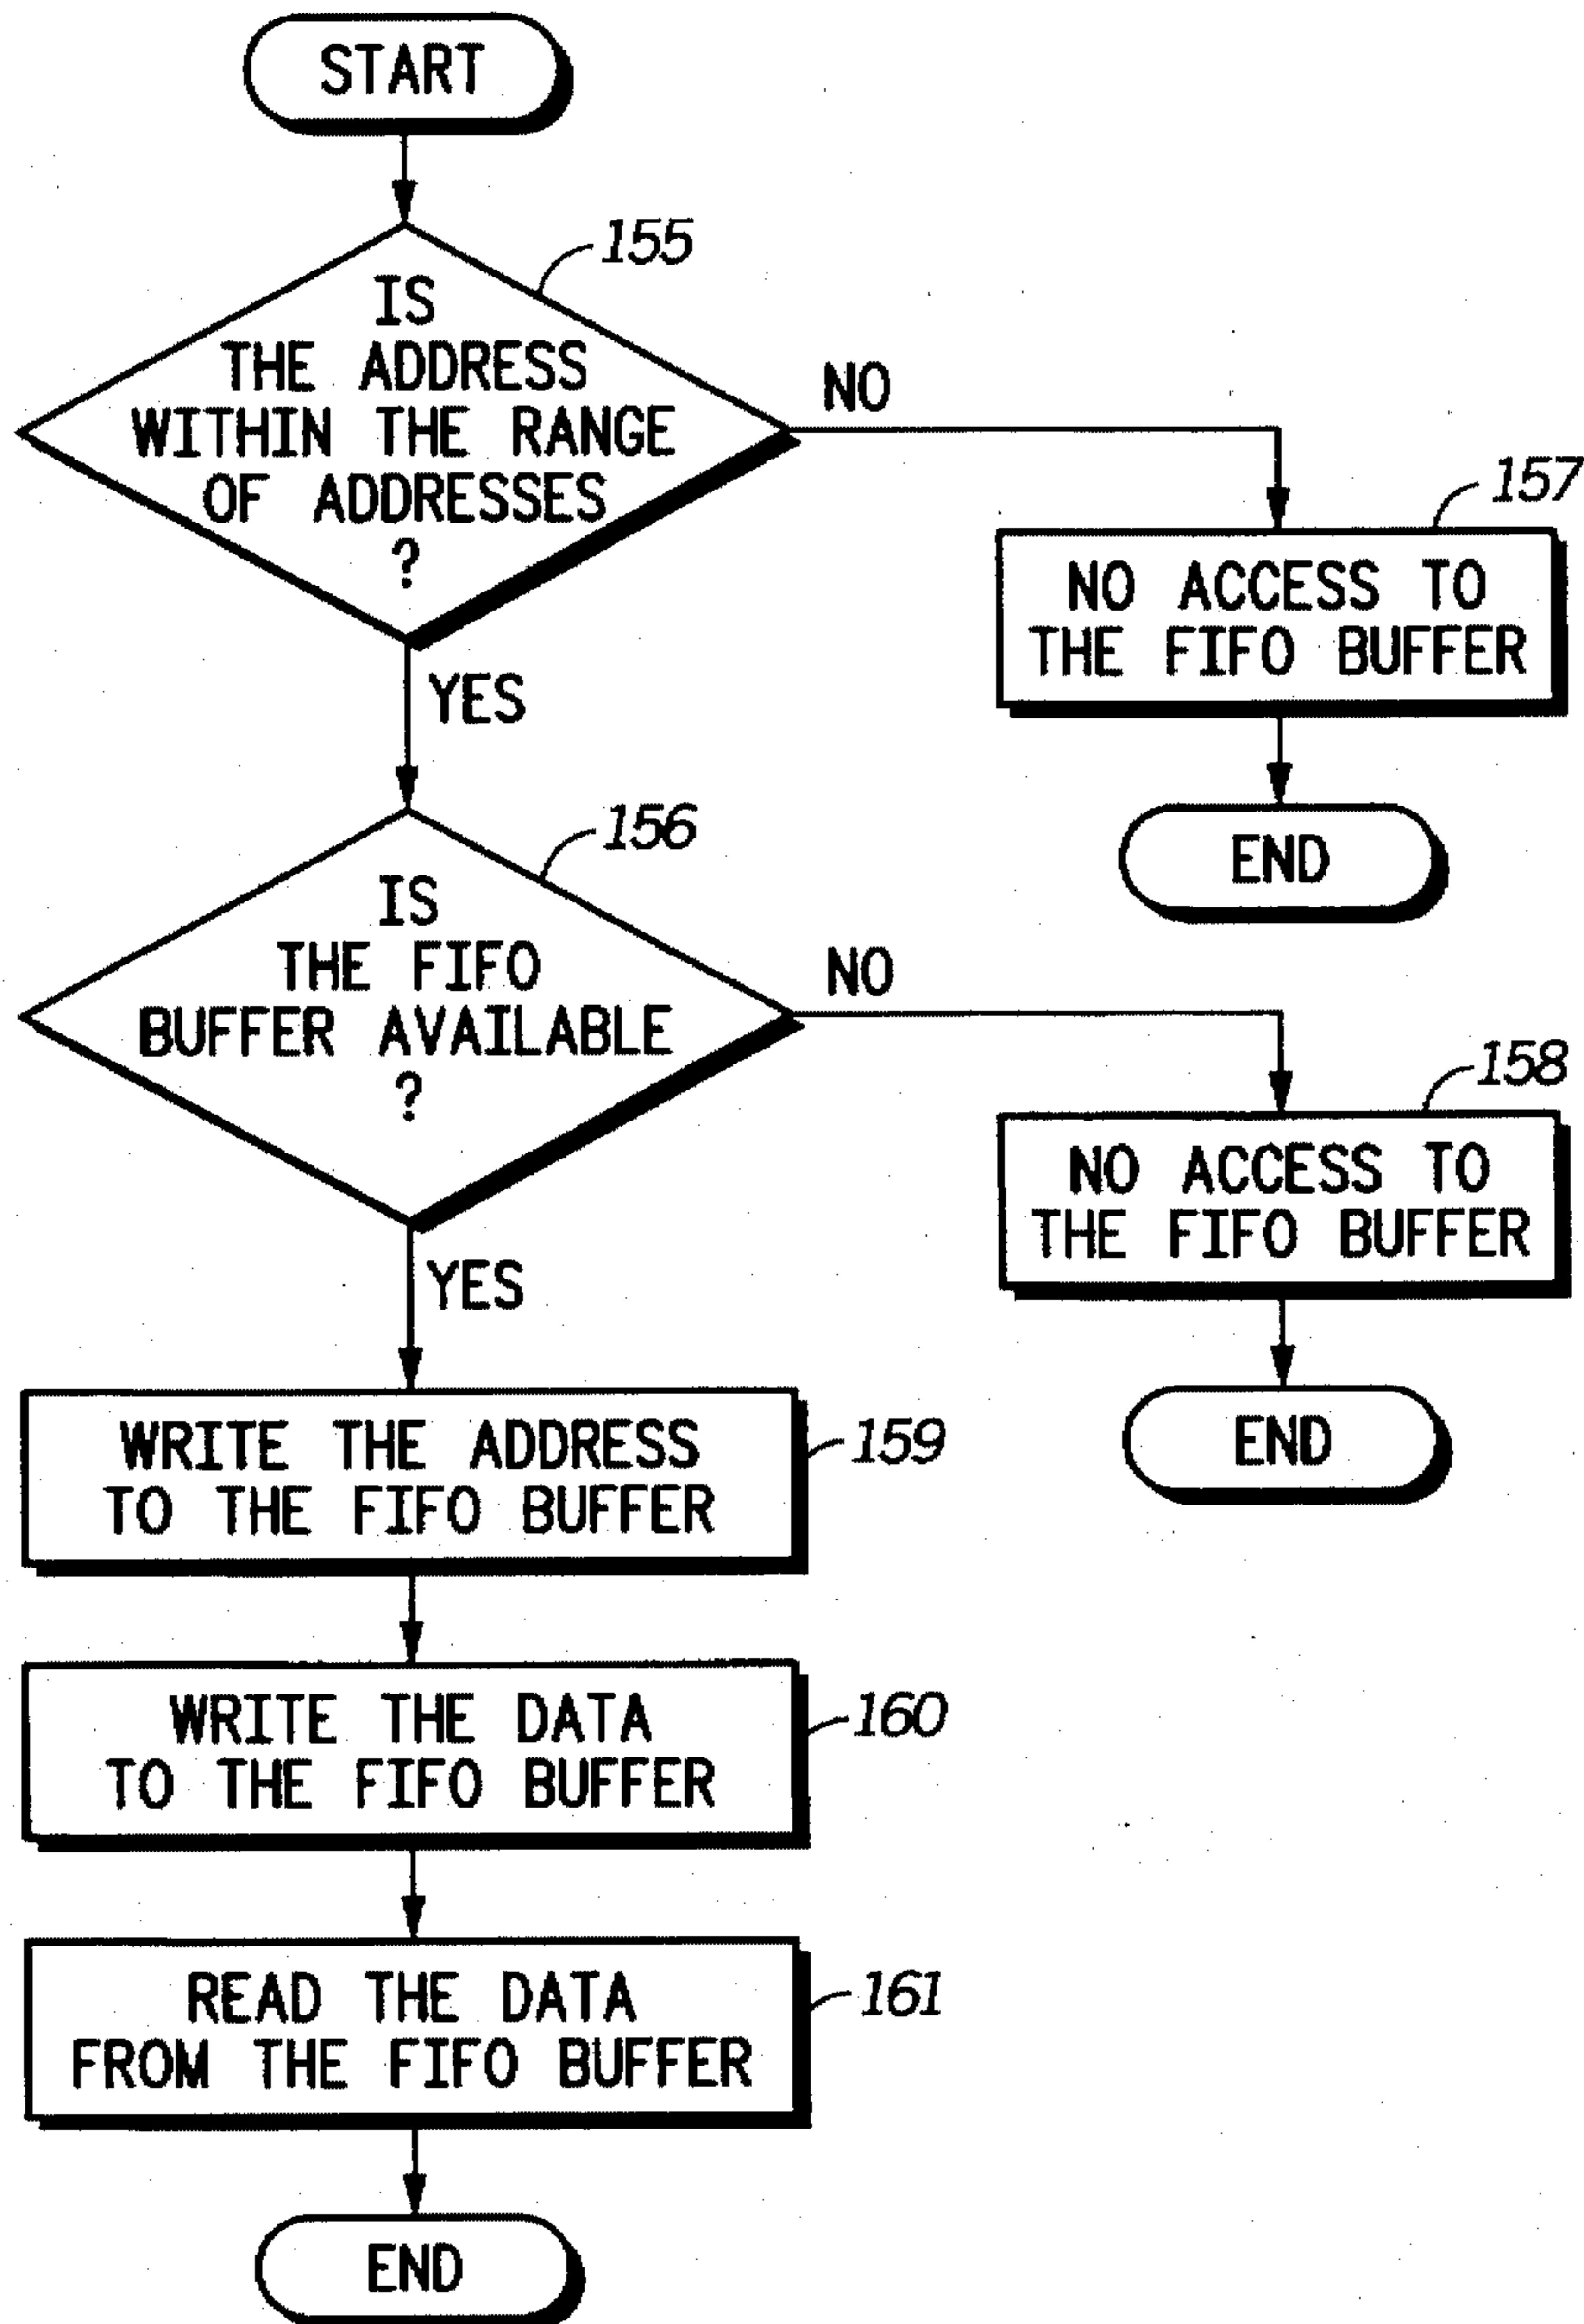 START
155
IS
THE ADDRESS
WITHIN THE RANGE
OF ADDRESSES
?
NO
157
NO ACCESS TO
THE FIFO BUFFER
END
YES
156
IS
THE FIFO
BUFFER AVAILABLE
?
NO
158
NO ACCESS TO
THE FIFO BUFFER
END
YES
WRITE THE ADDRESS
TO THE FIFO BUFFER
159
WRITE THE DATA
TO THE FIFO BUFFER
160
READ THE DATA
FROM THE FIFO BUFFER
161
END